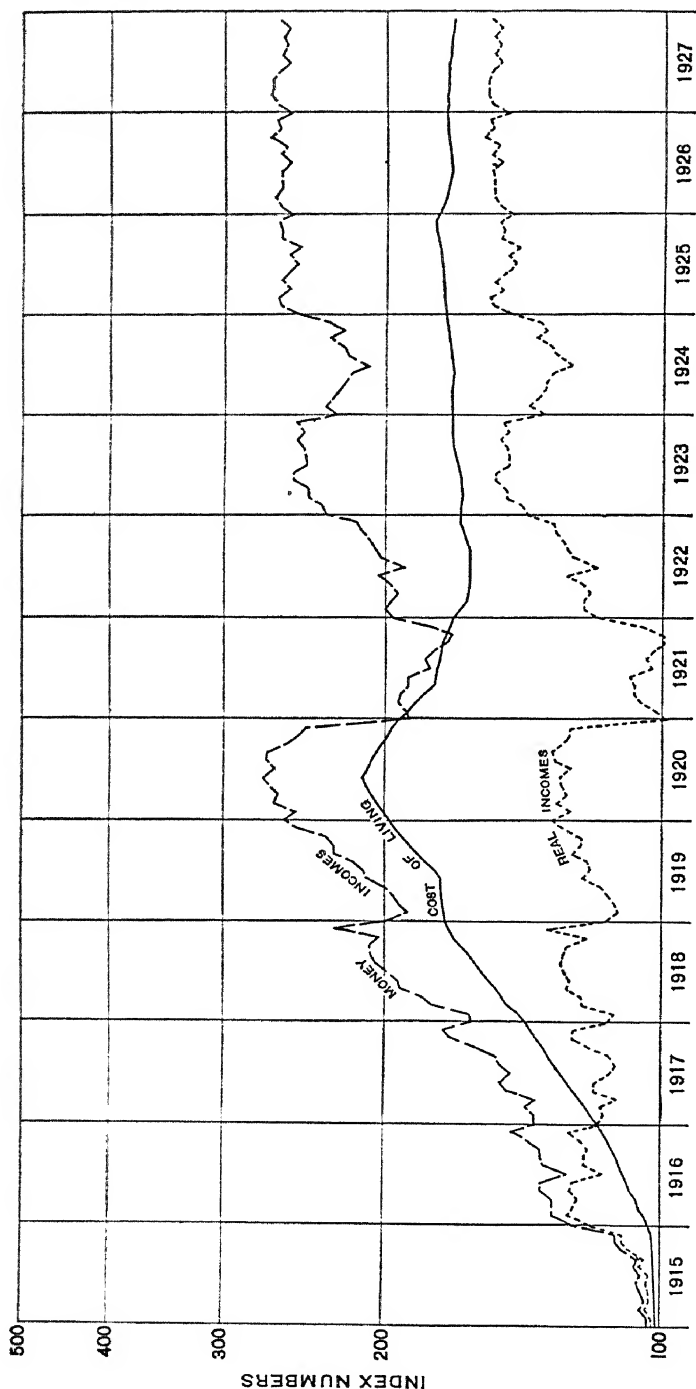 500
400
300
200
100
INDEX NUMBERS
MONEY INCOMES
COST OF LIVING
REAL INCOMES
1915 1916 1917 1918 1919 1920 1921 1922 1923 1924 1925 1926 1927